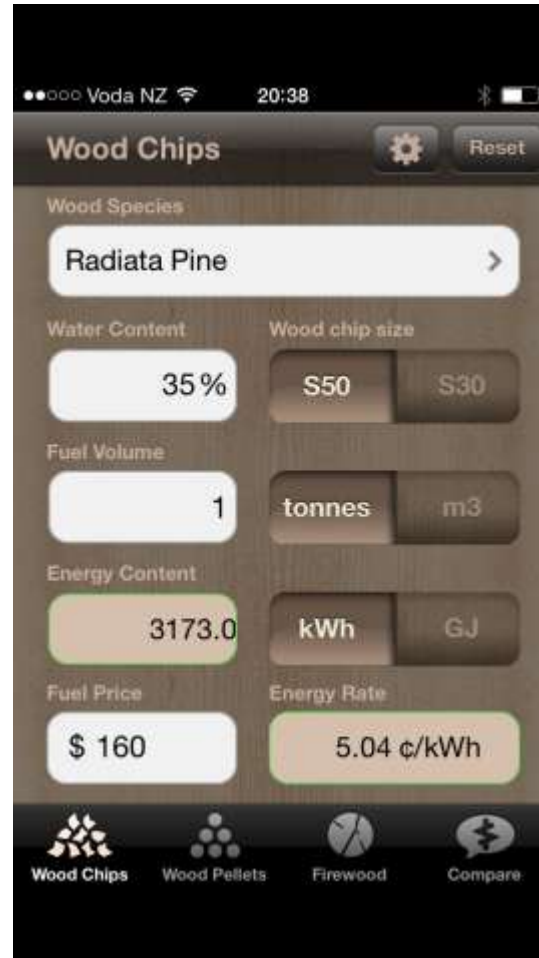 Voda NZ 20:38
Wood Chips Reset
Wood Species
Radiata Pine
Water Content Wood chip size
35% S50 S30
Fuel Volume
1 tonnes m3
Energy Content
3173.0 kWh GJ
Fuel Price Energy Rate
$ 160 5.04 ¢/kWh
Wood Chips Wood Pellets Firewood Compare